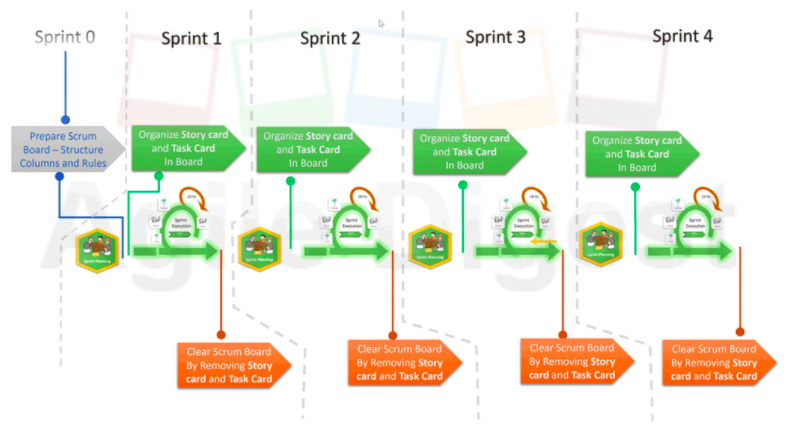 Sprint 0
Sprint 1
Sprint 2
Sprint 3
Sprint 4
Prepare Scrum
Board – Structure
Columns and Rules
Organize Story card
and Task Card
In Board
Organize Story card
and Task Card
In Board
Organize Story card
and Task Card
In Board
Organize Story card
and Task Card
In Board
Sprint Planning
Sprint
Execution
Sprint Planning
Sprint
Execution
Sprint Planning
Sprint
Execution
Sprint Planning
Sprint
Execution
Agile Digest
Clear Scrum Board
By Removing Story
card and Task Card
Clear Scrum Board
By Removing Story
card and Task Card
Clear Scrum Board
By Removing Story
card and Task Card
Clear Scrum Board
By Removing Story
card and Task Card